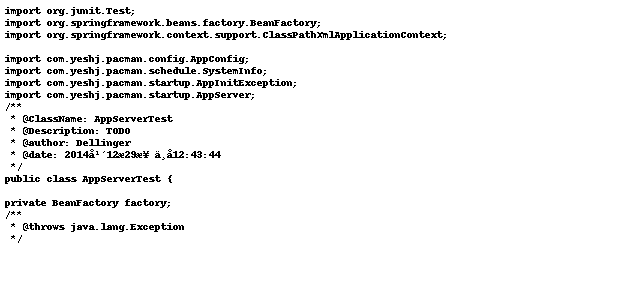 import org.junit.Test;
import org.springframework.beans.factory.BeanFactory;
import org.springframework.context.support.ClassPathXmlApplicationContext;
import com.yeshj.pacman.config.AppConfig;
import com.yeshj.pacman.schedule.SystemInfo;
import com.yeshj.pacman.startup.AppInitException;
import com.yeshj.pacman.startup.AppServer;
/**
 * @ClassName: AppServerTest
 * @Description: TODO
 * @author: Dellinger
 * @date: 2014å¹´12æ29æ¥ ä¸å12:43:44
 */
public class AppServerTest {
private BeanFactory factory;
/**
 * @throws java.lang.Exception
 */